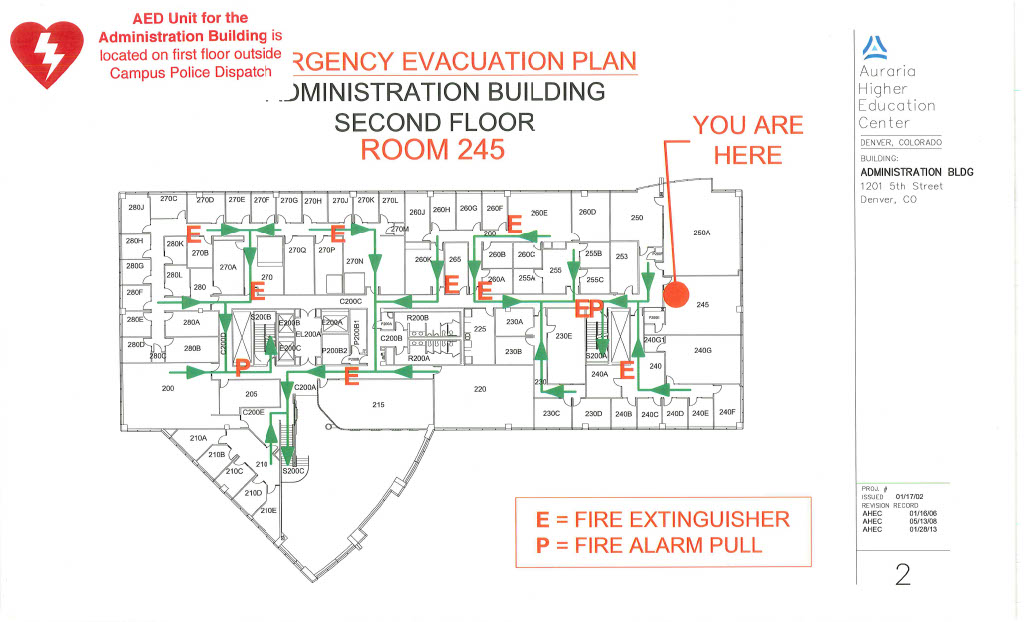 AED Unit for the
Administration Building is
located on first floor outside
Campus Police Dispatch
RGENCY EVACUATION PLAN
DMINISTRATION BUILDING
SECOND FLOOR
ROOM 245
YOU ARE
HERE
Auraria
Higher
Education
Center
DENVER, COLORADO
BUILDING:
ADMINISTRATION BLDG
1201 5th Street
Denver, CO
280J
270C
270D
270E
270F
270G
270H
270J
270K
270L
260J
260H
260G
260F
260E
260D
250
250A
E
E
E
270M
200
280H
280K
270B
270A
270Q
270P
270N
260K
265
260B
260C
255B
253
280G
280L
270
255
260A
255A
255C
280F
280
E
E
E
E
P
245
C200C
280E
280A
C200D
S200B
E200B
EL200A
E200A
P200B1
R200B
225
230A
230E
240G1
280D
280B
E200C
P200B2
C200B
R200A
230B
S200A
240G
280C
P
E
E
240A
240
200
205
C200A
215
220
230
C200E
230C
230D
240B
240C
240D
240E
240F
210A
210B
210
210C
S200C
210D
210E
E = FIRE EXTINGUISHER
P = FIRE ALARM PULL
PROJ. #
ISSUED 01/17/02
REVISION RECORD
AHEC 01/16/06
AHEC 05/13/08
AHEC 01/28/13
2